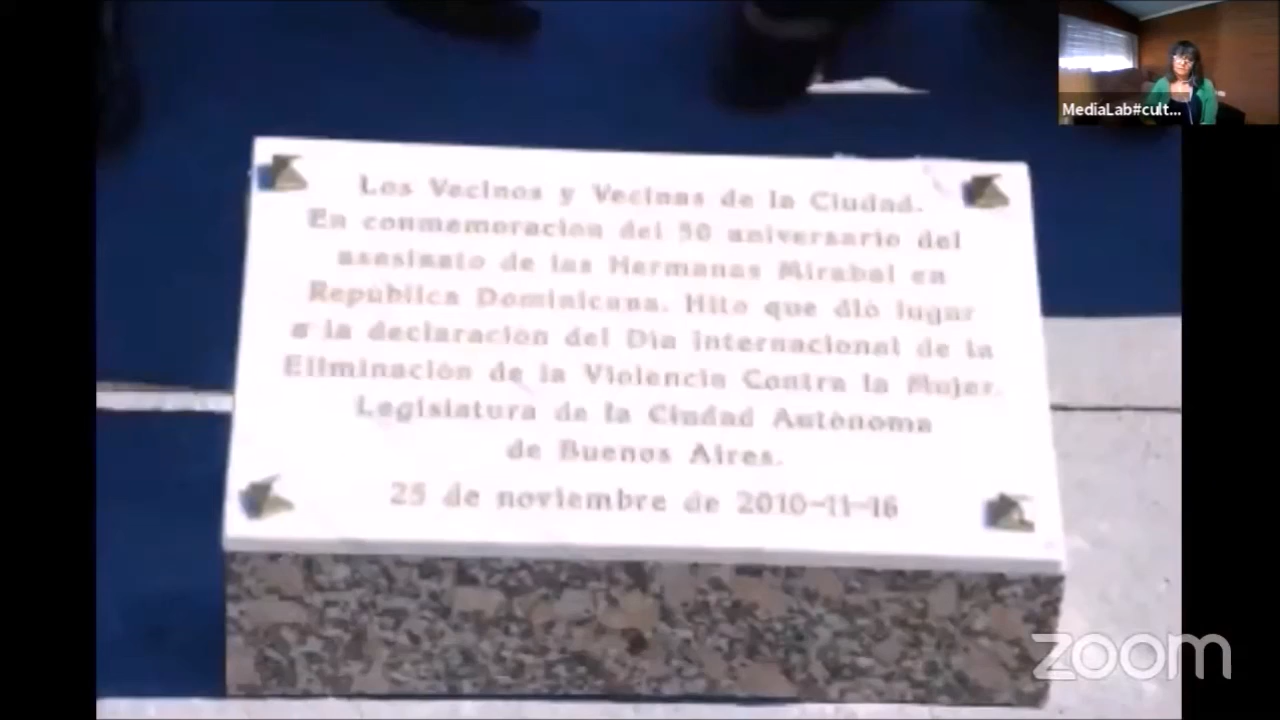 MediaLab#cult...
Los Vecinos y Vecinas de la Ciudad.
En conmemoracion del 50 aniversario del
asesinato de las Hermanas Mirabal en
República Dominicana. Hito que dió lugar
a la declaración del Dia internacional de la
Eliminación de la Violencia Contra la Mujer.
Legislatura de la Ciudad Autónoma
de Buenos Aires.
25 de noviembre de 2010-11-16
zoom